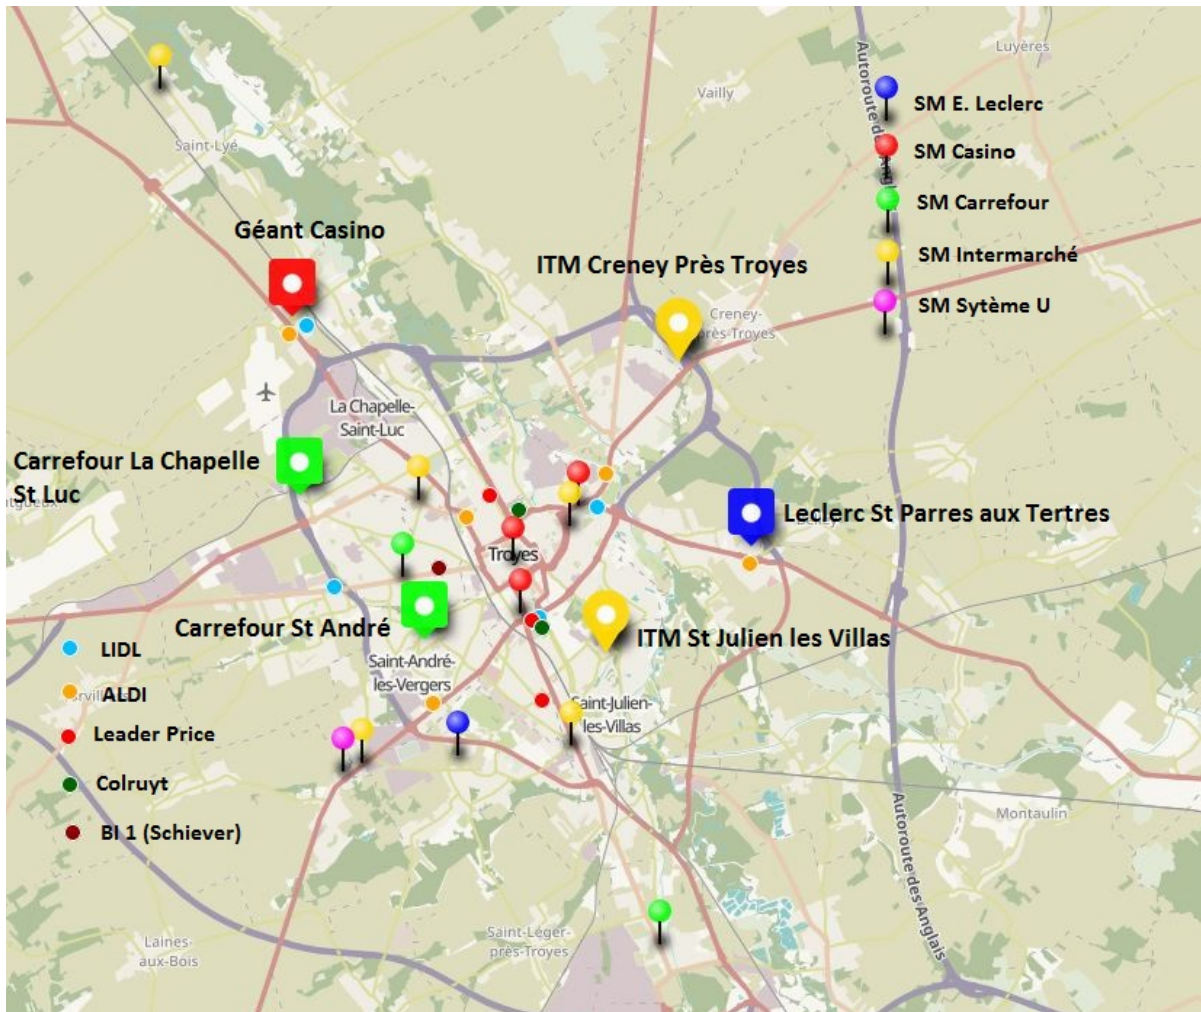 Luyères
Autoroute des Anglais
Vailly
SM E. Leclerc
Saint-Lyé
SM Casino
SM Carrefour
Géant Casino
ITM Creney Près Troyes
SM Intermarché
SM Sytème U
Creney-
près-Troyes
La Chapelle-
Saint-Luc
Carrefour La Chapelle
St Luc
Leclerc St Parres aux Tertres
Troyes
Carrefour St André
ITM St Julien les Villas
LIDL
Saint-André-
les-Vergers
ALDI
Saint-Julien-
les-Villas
Leader Price
Colruyt
BI 1 (Schiever)
Montaulin
Autoroute des Anglais
Laines-
aux-Bois
Saint-Léger-
près-Troyes